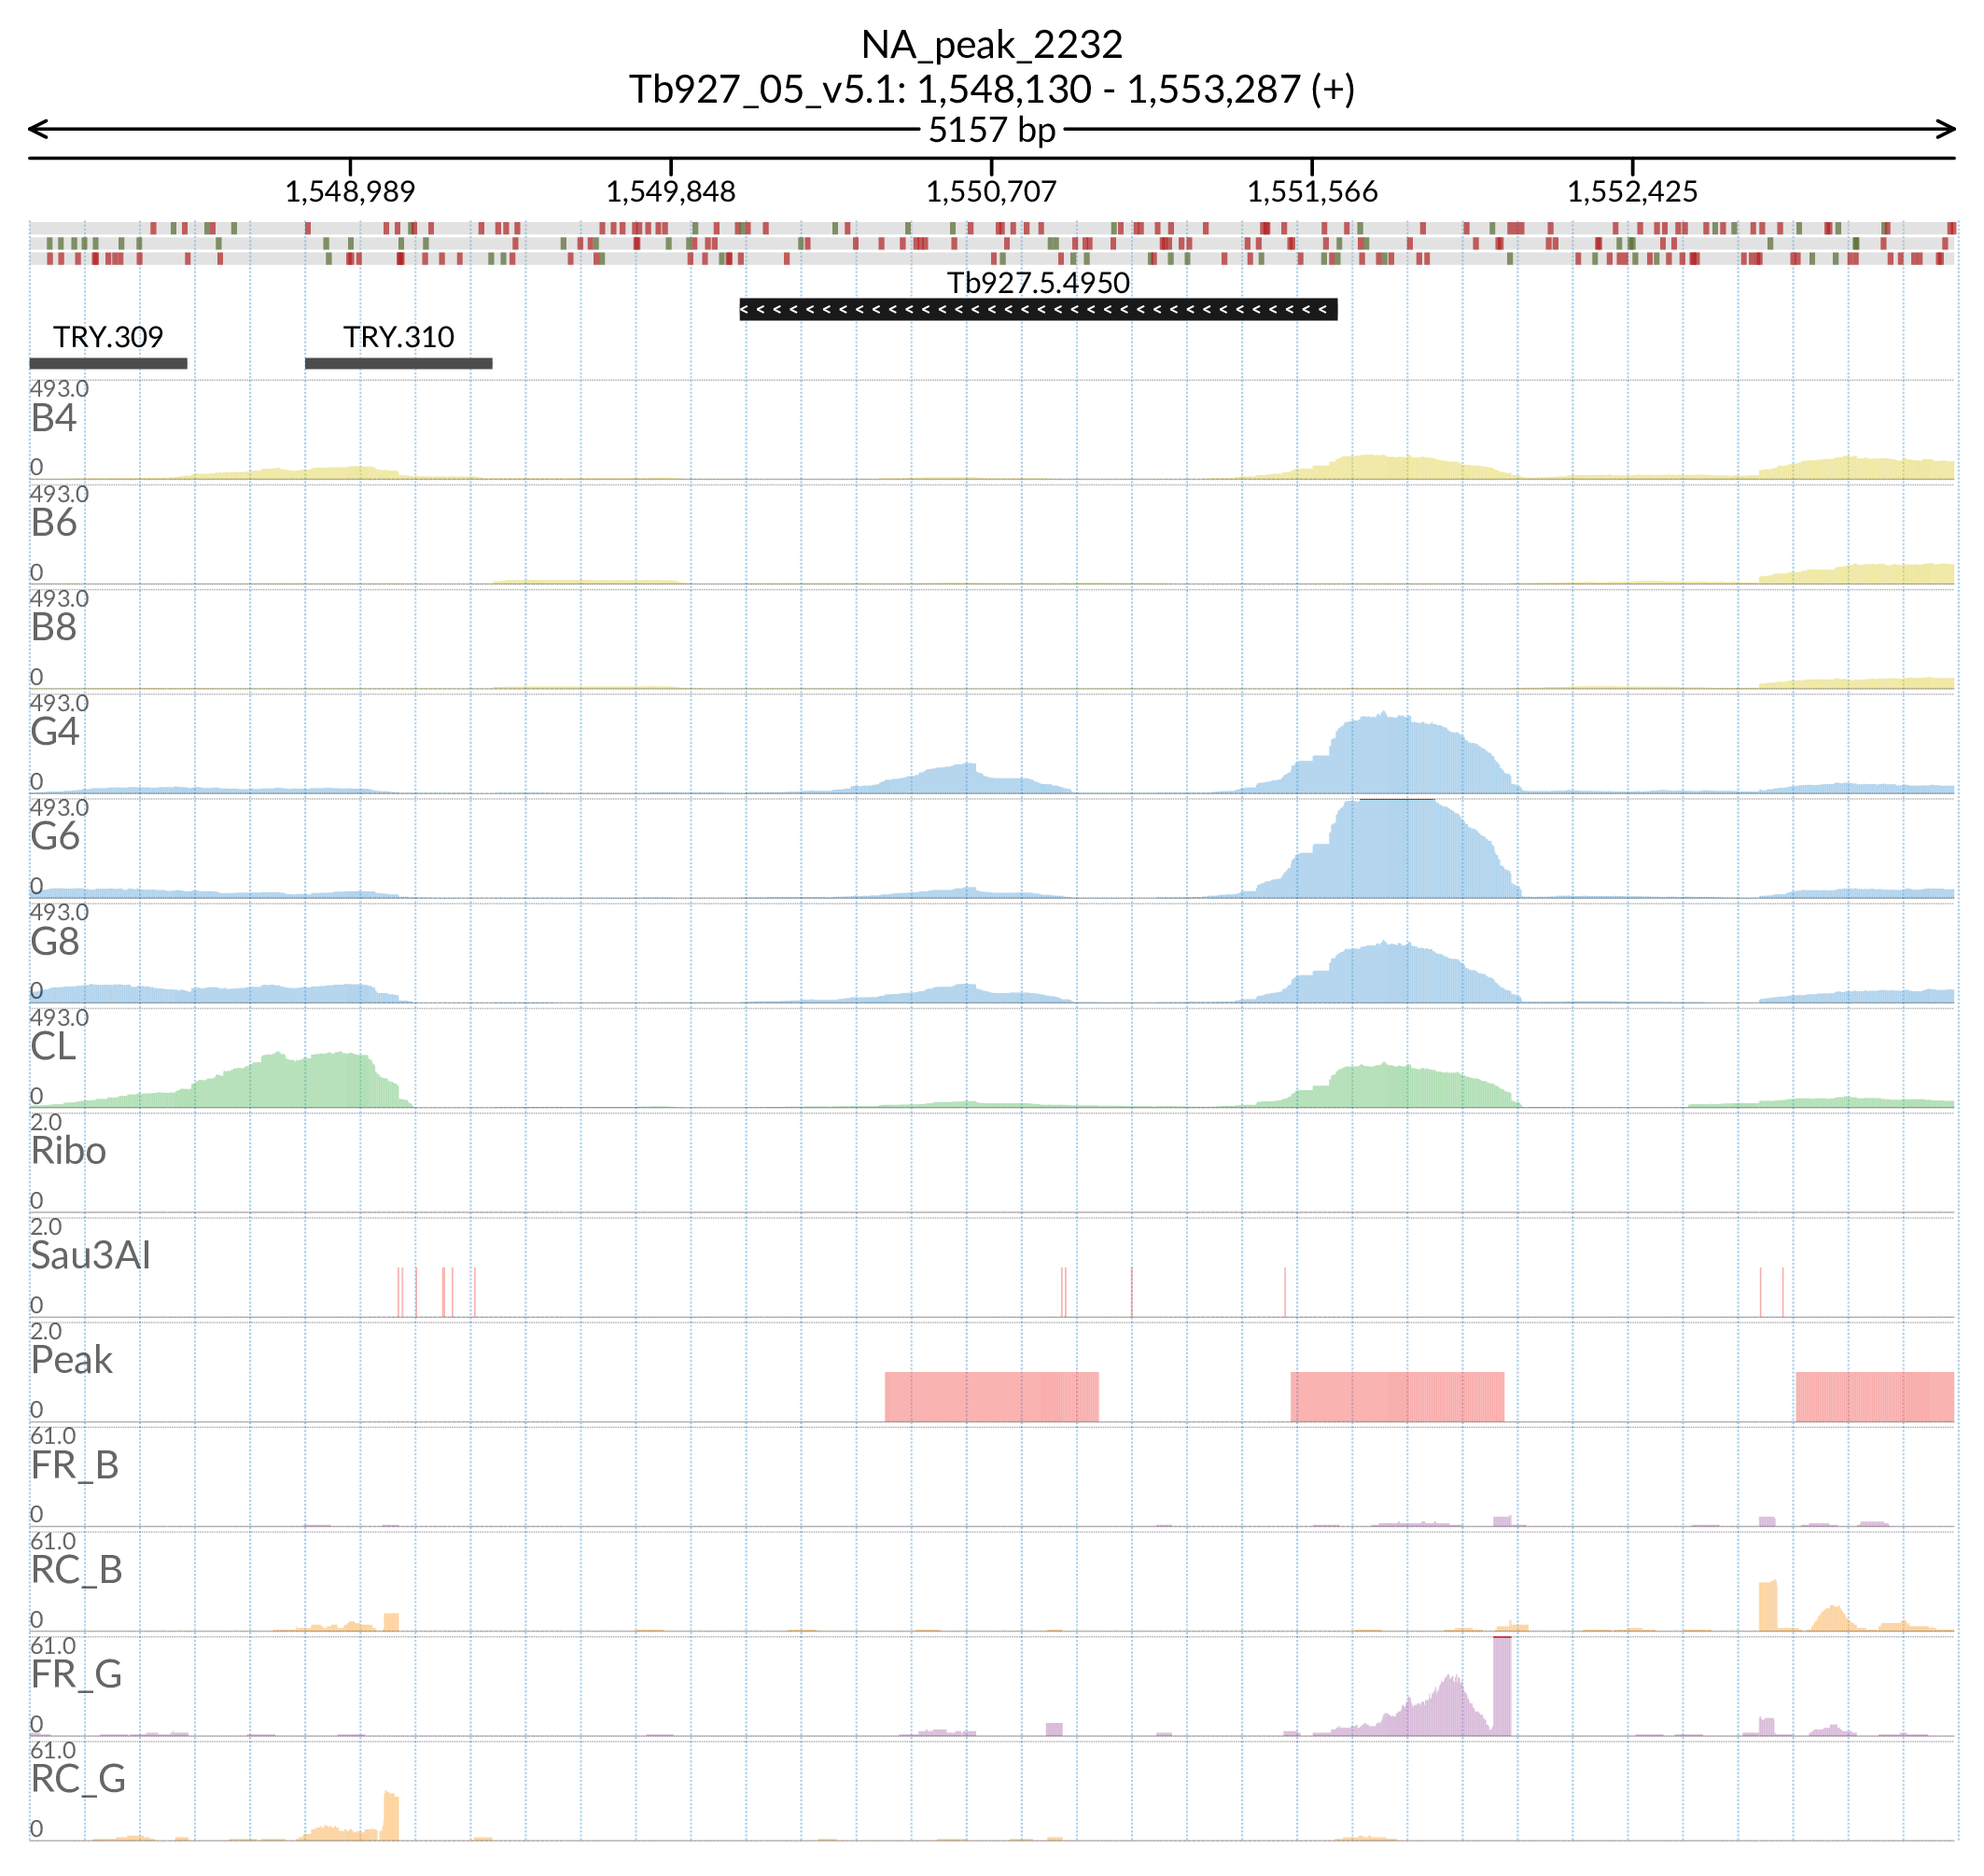 NA_peak_2232
Tb927_05_v5.1: 1,548,130 - 1,553,287 (+)
5157 bp
1,548,989 1,549,848 1,550,707 1,551,566 1,552,425
Tb927.5.4950
TRY.309 TRY.310
493.0
B4
0
493.0
B6
0
493.0
B8
0
493.0
G4
0
493.0
G6
0
493.0
G8
0
493.0
CL
0
2.0
Ribo
0
2.0
Sau3AI
0
2.0
Peak
0
61.0
FR_B
0
61.0
RC_B
0
61.0
FR_G
0
61.0
RC_G
0